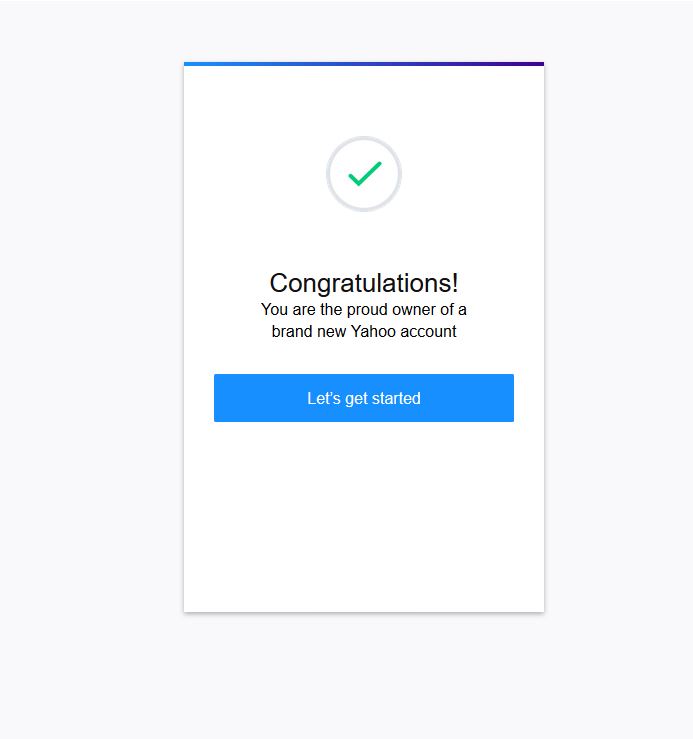 Congratulations!
You are the proud owner of a
brand new Yahoo account
Let's get started